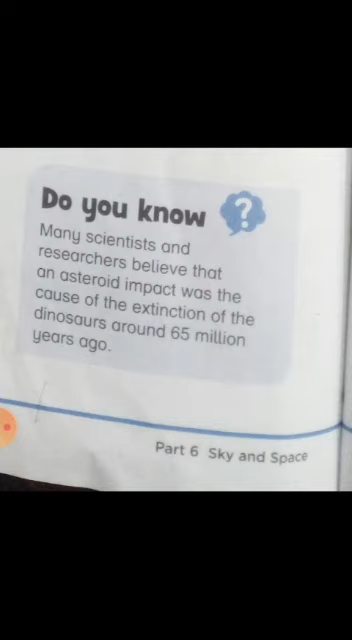 Do you know
?
Many scientists and
researchers believe that
an asteroid impact was the
cause of the extinction of the
dinosaurs around 65 million
years ago.
Part 6 Sky and Space